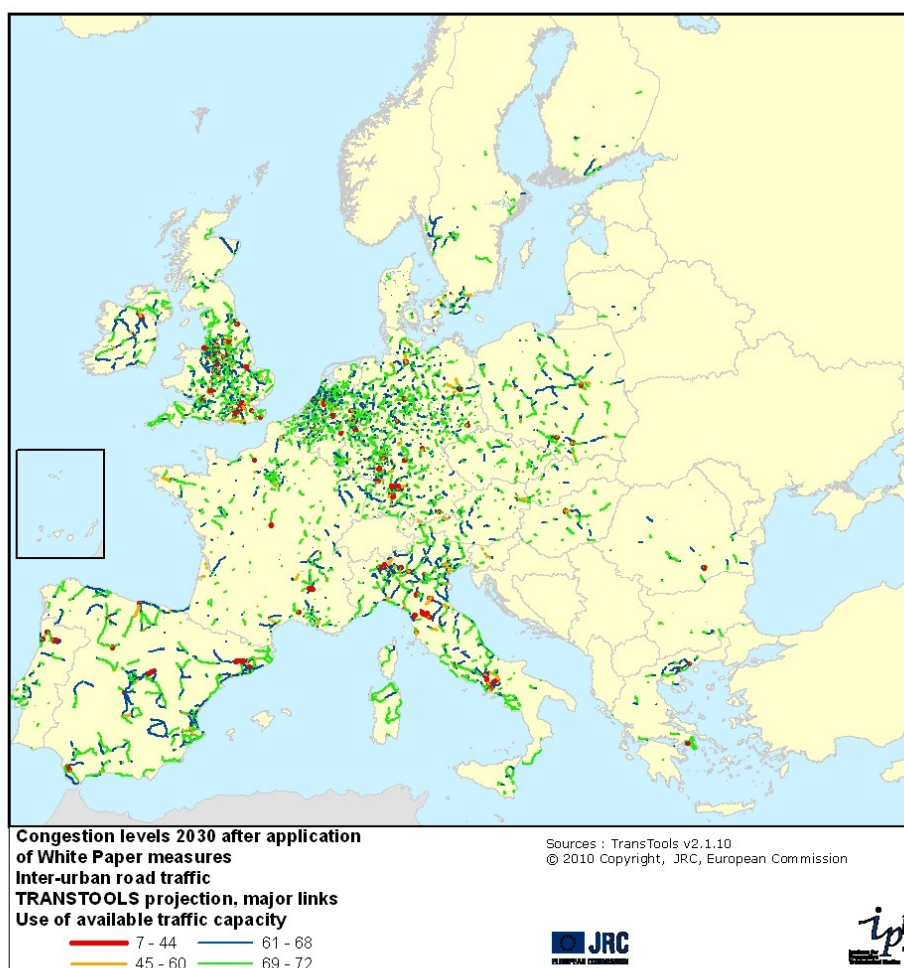 Congestion levels 2030 after application
of White Paper measures
Inter-urban road traffic
TRANSTOOLS projection, major links
Use of available traffic capacity
7 - 44
61 - 68
45 - 60
69 - 72
Sources : TransTools v2.1.10
© 2010 Copyright, JRC, European Commission
JRC
EUROPEAN COMMISSION